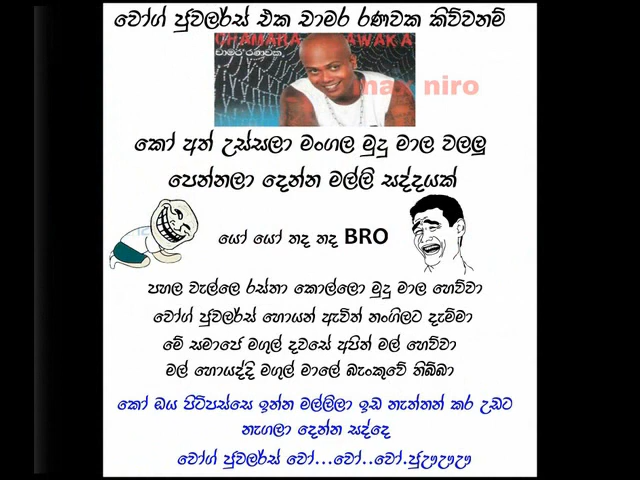 වෝග් ජුවලර්ස් එක චාමර රණවක කිව්වනම්
CHAMARA RANAWAKA
චාමර රණවක
max niro
කෝ අත් උස්සලා මංගල මුදු මාල වලලු
පෙන්නලා දෙන්න මල්ලි සද්දයක්
යෝ යෝ තද තද BRO
පහල වැල්ලෙ රස්තා කොල්ලො මුදු මාල හෙව්වා
වෝග් ජුවලර්ස් හොයන් ඇවිත් නංගිලට දැම්මා
මේ සමාජෙ මගුල් දවසේ අපින් මල් හෙව්වා
මල් හොයද්දි මගුල් මාලේ බැංකුවේ තිබ්බා
කෝ ඔය පිටිපස්සෙ ඉන්න මල්ලිලා ඉඩ නැත්තන් කර උඩට
නැගලා දෙන්න සද්දෙ
වෝග් ජුවලර්ස් වෝ...වෝ..වෝ.ජුඌඌඌ